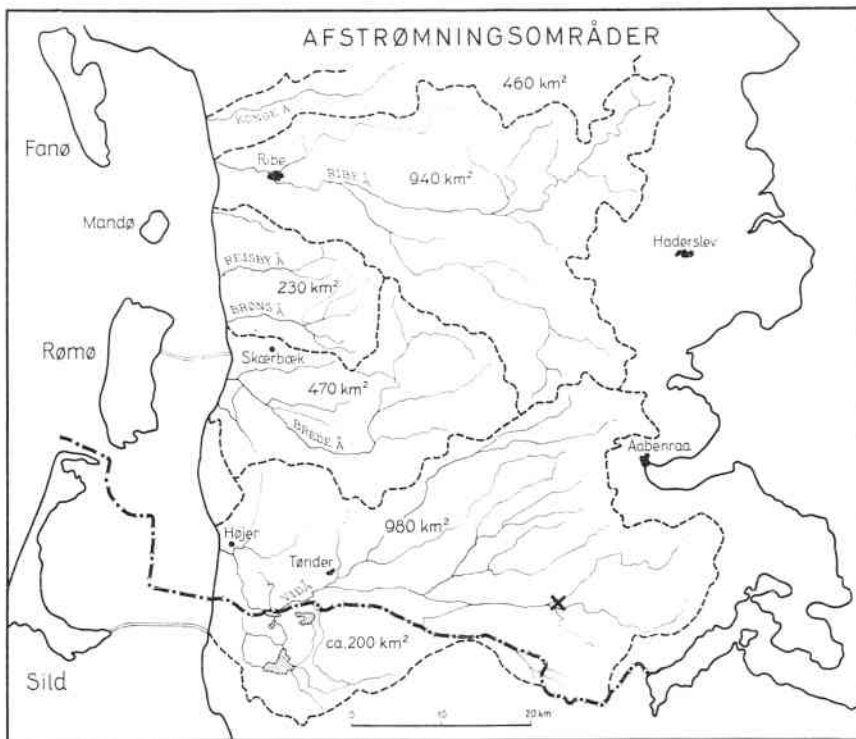 AFSTRØMNINGSOMRÅDER
460 km²
KONGE Å
Fanø
Ribe
RIBE Å
940 km²
Mandø
Haderslev
REJSBY Å
230 km²
BRØNS Å
Rømø
Skærbæk
470 km²
BREDE Å
Aabenraa
980 km²
Højer
Tønder
VIDÅ
ca. 200 km²
Sild
0
10
20 km